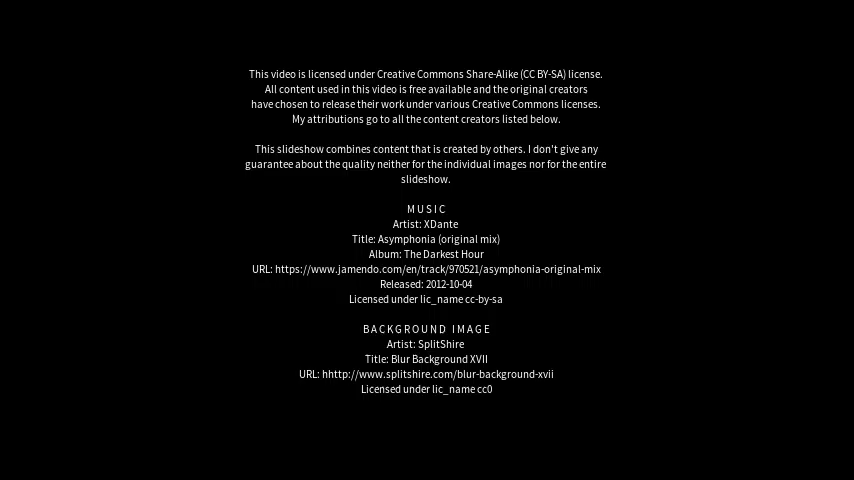 This video is licensed under Creative Commons Share-Alike (CC BY-SA) license.
All content used in this video is free available and the original creators
have chosen to release their work under various Creative Commons licenses.
My attributions go to all the content creators listed below.
This slideshow combines content that is created by others. I don't give any
guarantee about the quality neither for the individual images nor for the entire
slideshow.
MUSIC
Artist: XDante
Title: Asymphonia (original mix)
Album: The Darkest Hour
URL: https://www.jamendo.com/en/track/970521/asymphonia-original-mix
Released: 2012-10-04
Licensed under lic_name cc-by-sa
BACKGROUND IMAGE
Artist: SplitShire
Title: Blur Background XVII
URL: hhttp://www.splitshire.com/blur-background-xvii
Licensed under lic_name cc0